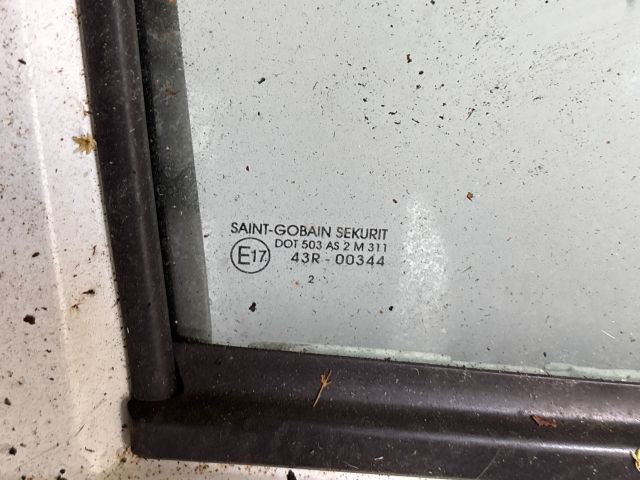 SAINT-GOBAIN SEKURIT
DOT 503 AS 2 M 311
E17 43R - 00344
2